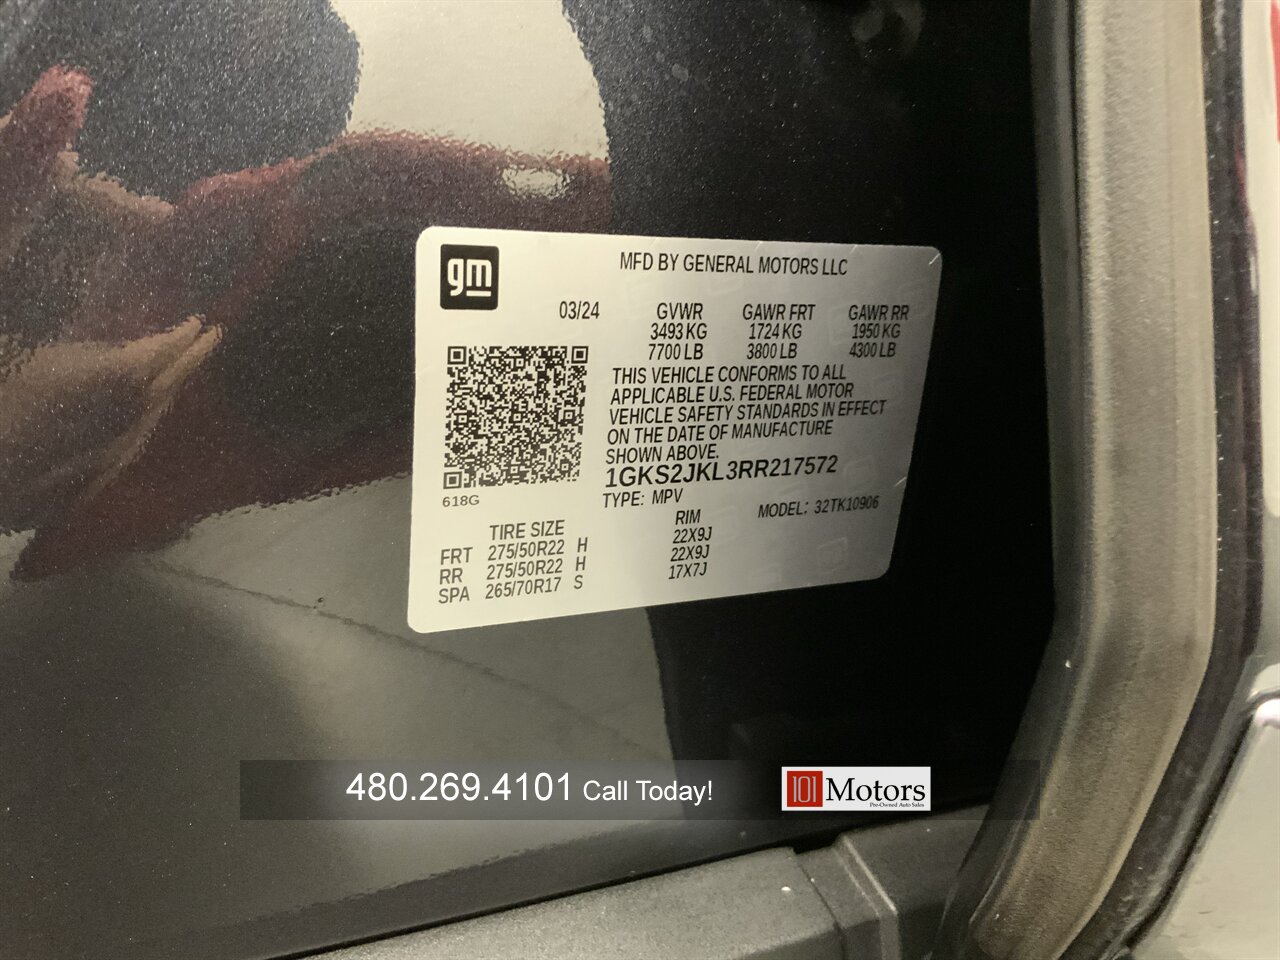 gm
MFD BY GENERAL MOTORS LLC
03/24 GVWR GAWR FRT GAWR RR
3493 KG 1724 KG 1950 KG
7700 LB 3800 LB 4300 LB
THIS VEHICLE CONFORMS TO ALL
APPLICABLE U.S. FEDERAL MOTOR
VEHICLE SAFETY STANDARDS IN EFFECT
ON THE DATE OF MANUFACTURE
SHOWN ABOVE.
1GKS2JKL3RR217572
618G
TYPE: MPV MODEL: 32TK10906
TIRE SIZE RIM
FRT 275/50R22 H 22X9J
RR 275/50R22 H 22X9J
SPA 265/70R17 S 17X7J
480.269.4101 Call Today!
101 Motors
Pre-Owned Auto Sales